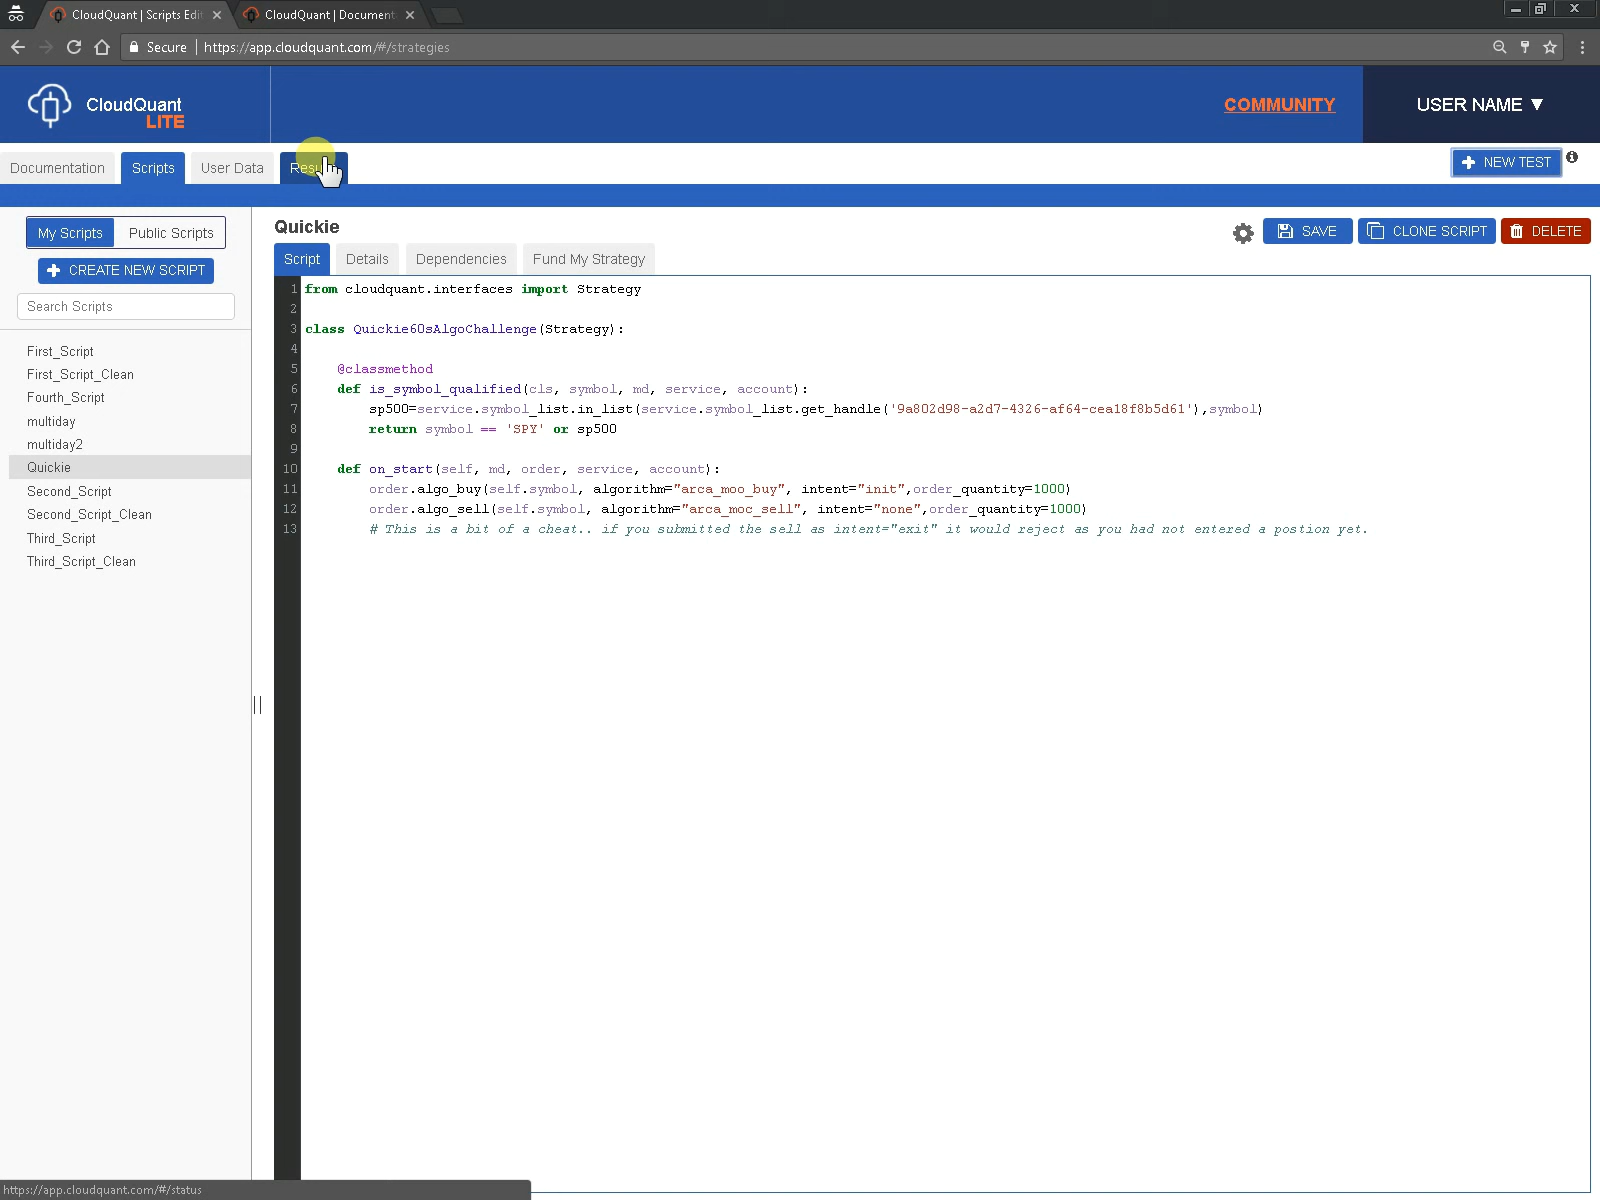 CloudQuant | Scripts Edi
CloudQuant | Document
Secure
https://app.cloudquant.com/#/strategies
CloudQuant
LITE
COMMUNITY
USER NAME ▼
Documentation
Scripts
User Data
NEW TEST
My Scripts
Public Scripts
CREATE NEW SCRIPT
Search Scripts
First_Script
First_Script_Clean
Fourth_Script
multiday
multiday2
Quickie
Second_Script
Second_Script_Clean
Third_Script
Third_Script_Clean
Quickie
SAVE
CLONE SCRIPT
DELETE
Script
Details
Dependencies
Fund My Strategy
1 from cloudquant.interfaces import Strategy
2
3 class Quickie60sAlgoChallenge(Strategy):
4
5 @classmethod
6 def is_symbol_qualified(cls, symbol, md, service, account):
7 sp500=service.symbol_list.in_list(service.symbol_list.get_handle('9a802d98-a2d7-4326-af64-cea18f8b5d61'),symbol)
8 return symbol == 'SPY' or sp500
9
10 def on_start(self, md, order, service, account):
11 order.algo_buy(self.symbol, algorithm="arca_moo_buy", intent="init",order_quantity=1000)
12 order.algo_sell(self.symbol, algorithm="arca_moc_sell", intent="none",order_quantity=1000)
13 # This is a bit of a cheat.. if you submitted the sell as intent="exit" it would reject as you had not entered a postion yet.
https://app.cloudquant.com/#/status